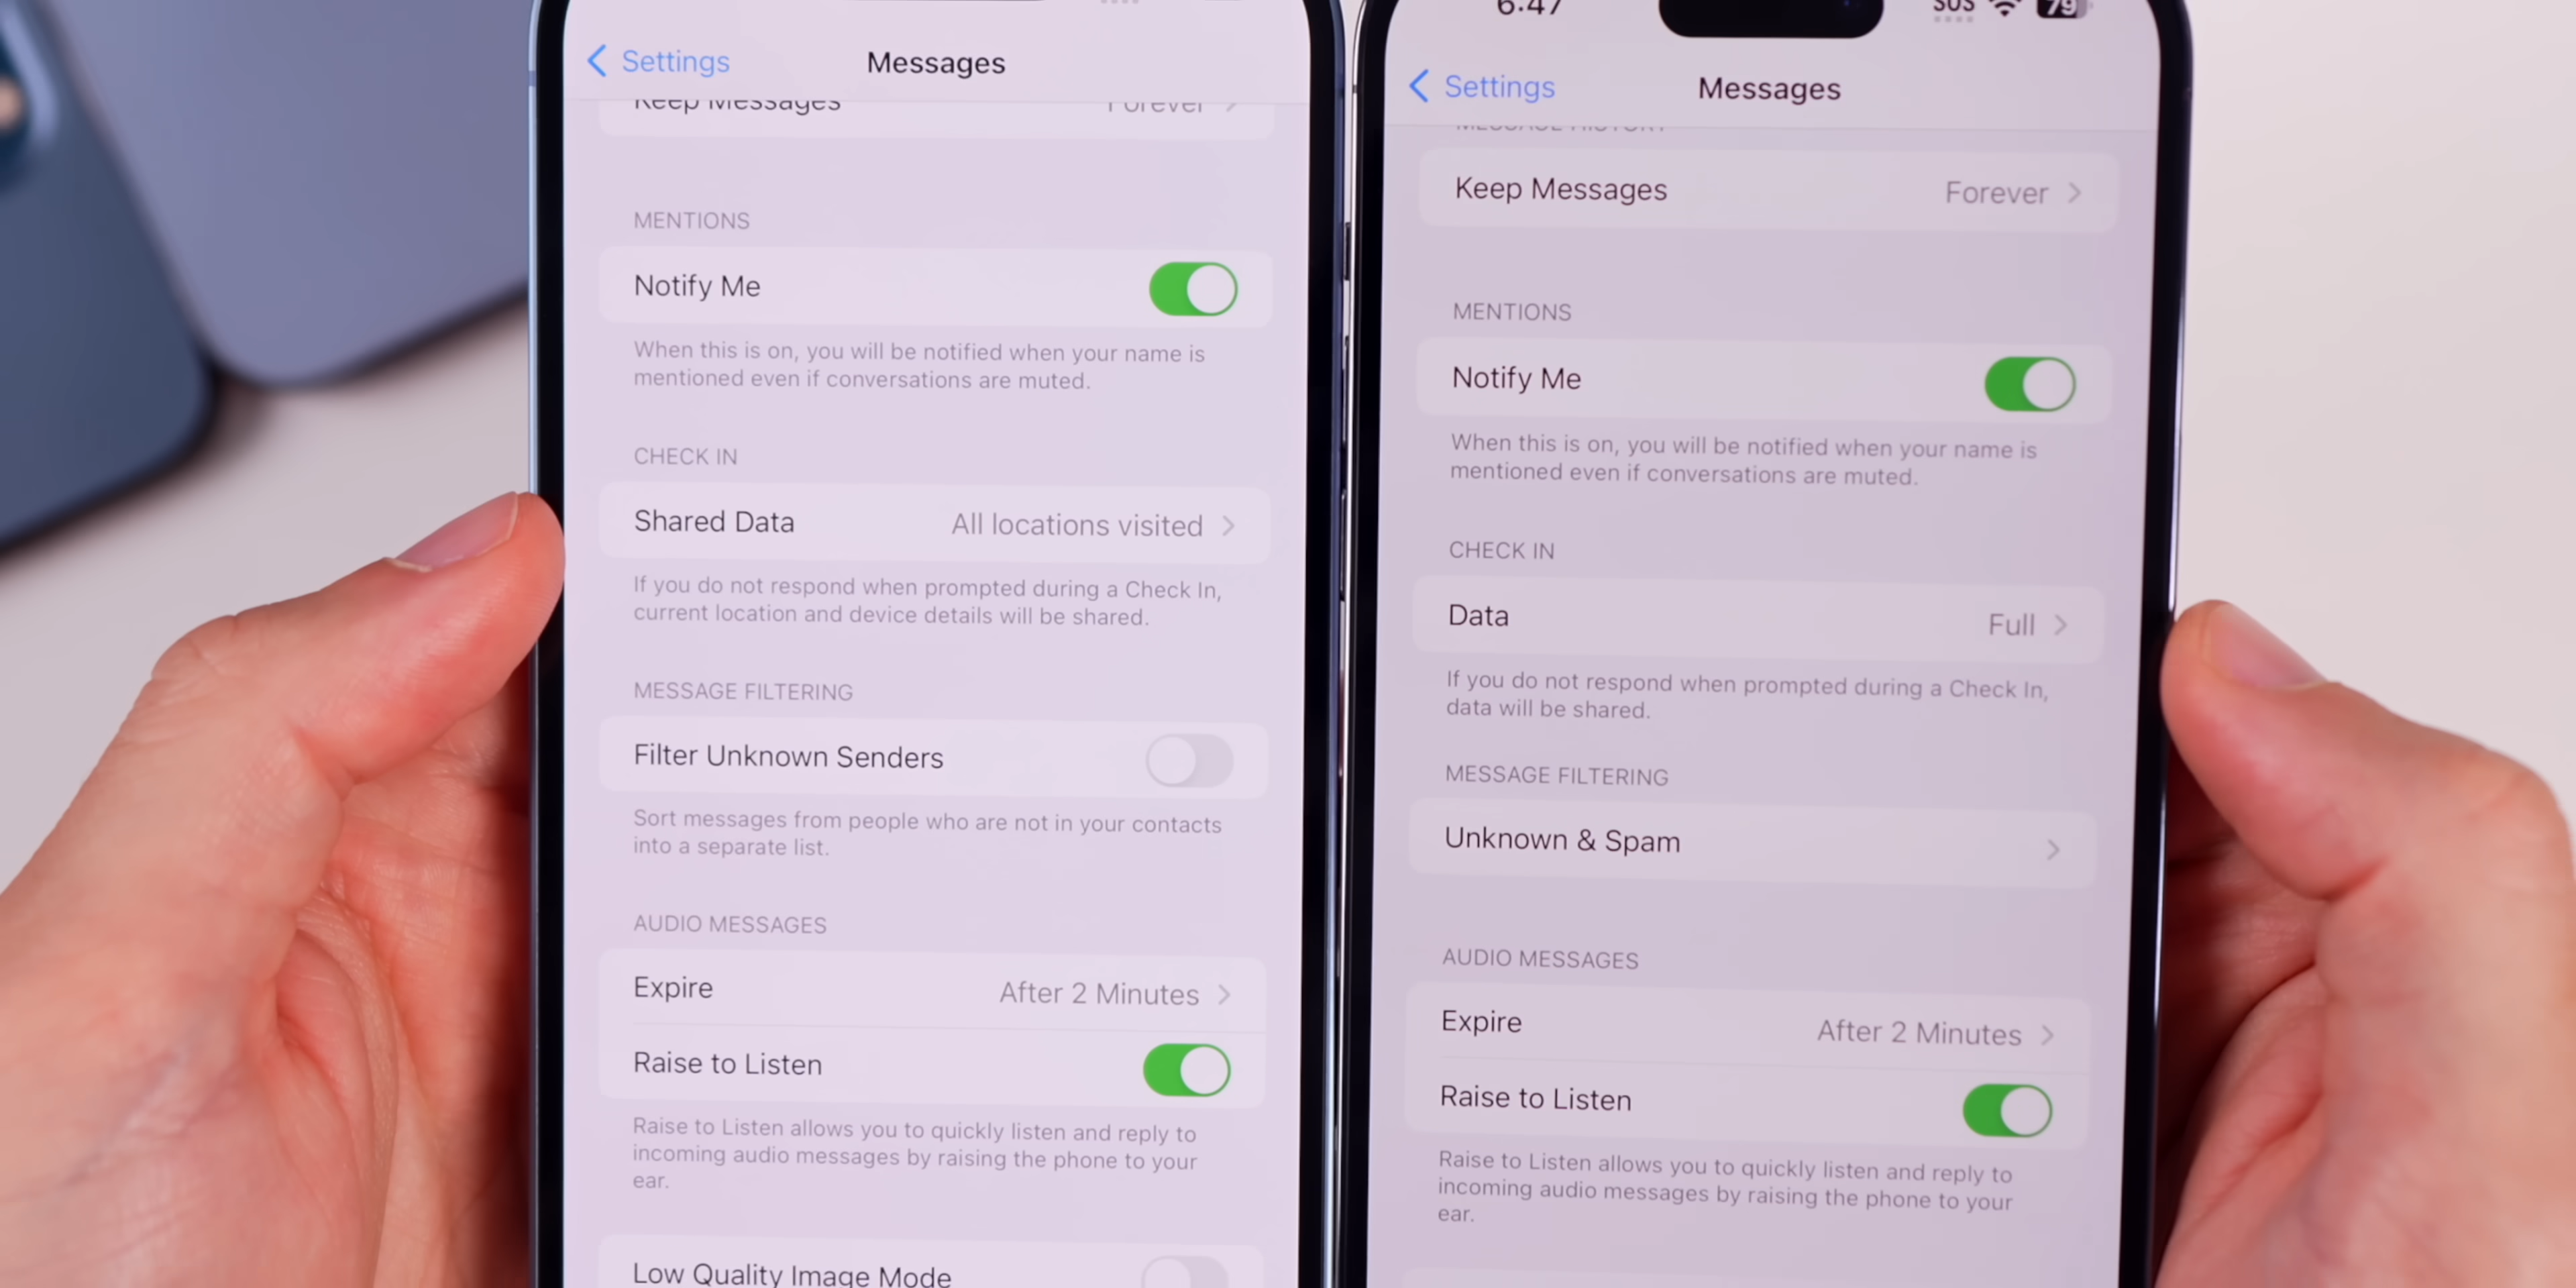 Settings
Messages
Keep Messages
Forever
MENTIONS
Notify Me
When this is on, you will be notified when your name is
mentioned even if conversations are muted.
CHECK IN
Shared Data
All locations visited
If you do not respond when prompted during a Check In,
current location and device details will be shared.
MESSAGE FILTERING
Filter Unknown Senders
Sort messages from people who are not in your contacts
into a separate list.
AUDIO MESSAGES
Expire
After 2 Minutes
Raise to Listen
Raise to Listen allows you to quickly listen and reply to
incoming audio messages by raising the phone to your
ear.
Low Quality Image Mode
6:47
SOS
79
Settings
Messages
MESSAGE HISTORY
Keep Messages
Forever
MENTIONS
Notify Me
When this is on, you will be notified when your name is
mentioned even if conversations are muted.
CHECK IN
Data
Full
If you do not respond when prompted during a Check In,
data will be shared.
MESSAGE FILTERING
Unknown & Spam
AUDIO MESSAGES
Expire
After 2 Minutes
Raise to Listen
Raise to Listen allows you to quickly listen and reply to
incoming audio messages by raising the phone to your
ear.